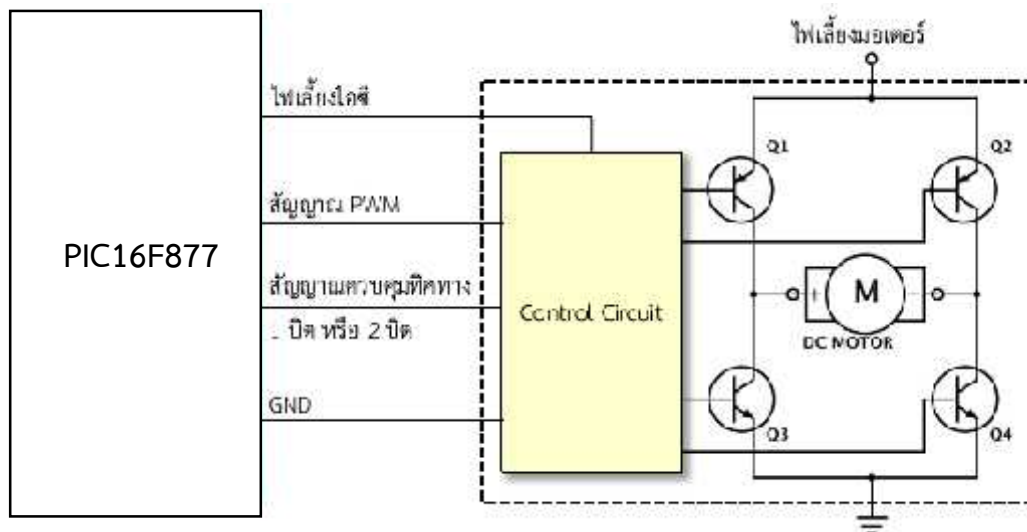 ไฟเลี้ยงมอเตอร์
ไฟเลี้ยงไอซี
Q1
Q2
สัญญาณ PWM
PIC16F877
สัญญาณควบคุมทิศทาง
บิต หรือ 2 บิต
Control Circuit
M
DC MOTOR
GND
Q3
Q4